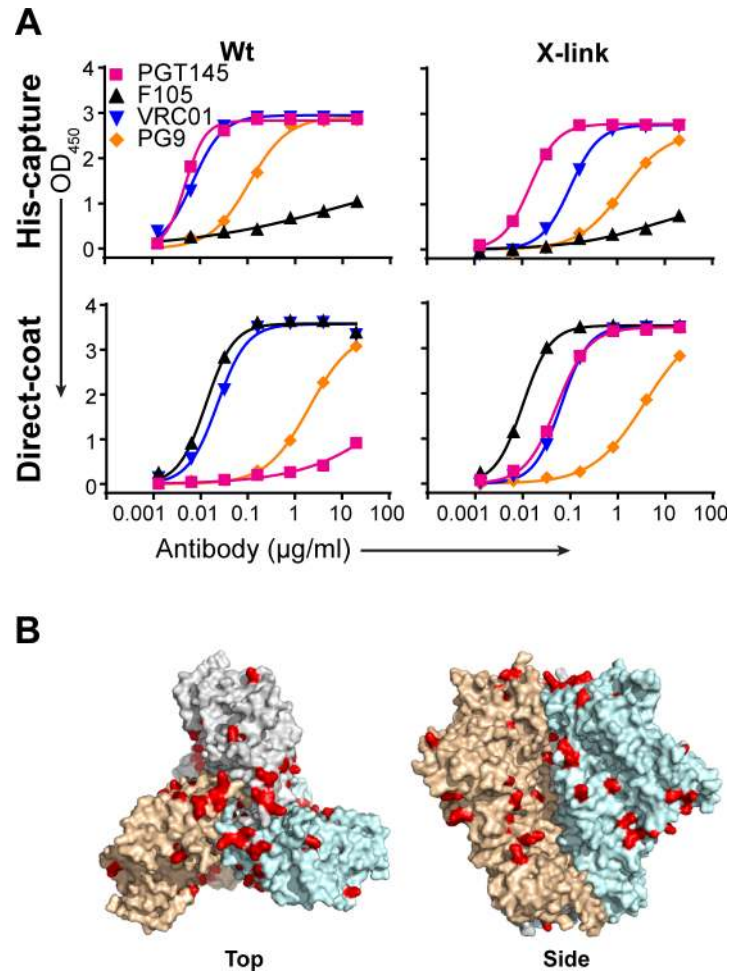 A
Wt
X-link
His-capture
Direct-coat
OD450
PGT145
F105
VRC01
PG9
4
3
2
1
0
4
3
2
1
0
0.001 0.01 0.1 1 10 100
0.001 0.01 0.1 1 10 100
Antibody (µg/ml)
B
Top
Side